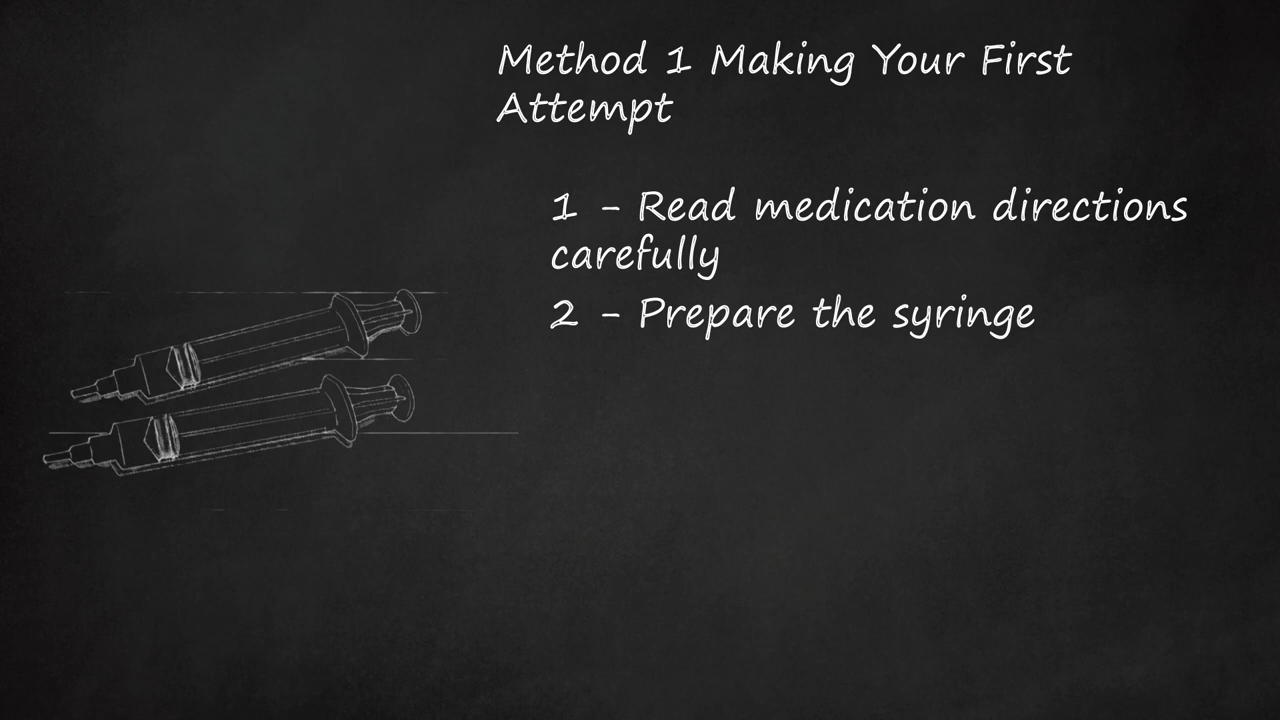 Method 1 Making Your First
Attempt
1 - Read medication directions
carefully
2 - Prepare the syringe